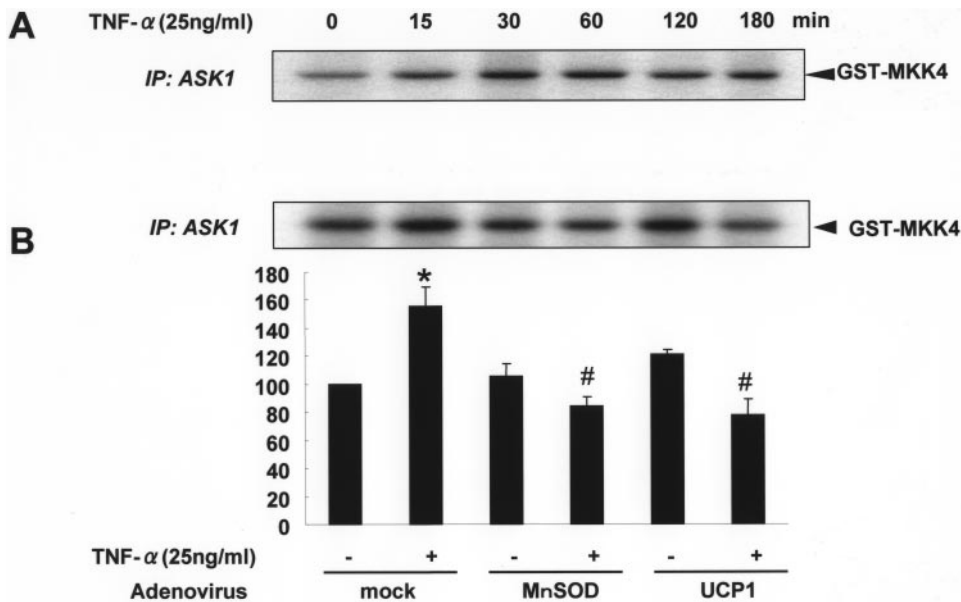 A TNF-α (25ng/ml) 0 15 30 60 120 180 min
IP: ASK1 GST-MKK4
B IP: ASK1 GST-MKK4
180
160
140
120
100
80
60
40
20
0
*
#
#
TNF-α (25ng/ml) - + - + - +
Adenovirus mock MnSOD UCP1